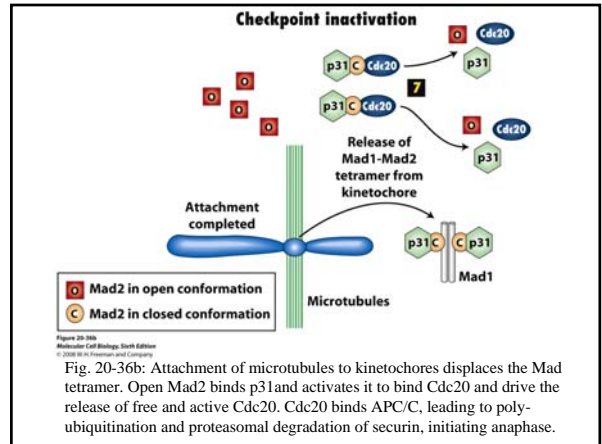 Checkpoint inactivation
O
Cdc20
p31 C Cdc20
p31
7
p31 C Cdc20
O
O
O
O
O
Cdc20
p31
Release of
Mad1-Mad2
tetramer from
kinetochore
Attachment
completed
p31 C
C p31
Mad1
O Mad2 in open conformation
C Mad2 in closed conformation
Microtubules
Figure 20-36b
Molecular Cell Biology, Sixth Edition
© 2008 W. H. Freeman and Company
Fig. 20-36b: Attachment of microtubules to kinetochores displaces the Mad
tetramer. Open Mad2 binds p31and activates it to bind Cdc20 and drive the
release of free and active Cdc20. Cdc20 binds APC/C, leading to poly-
ubiquitination and proteasomal degradation of securin, initiating anaphase.